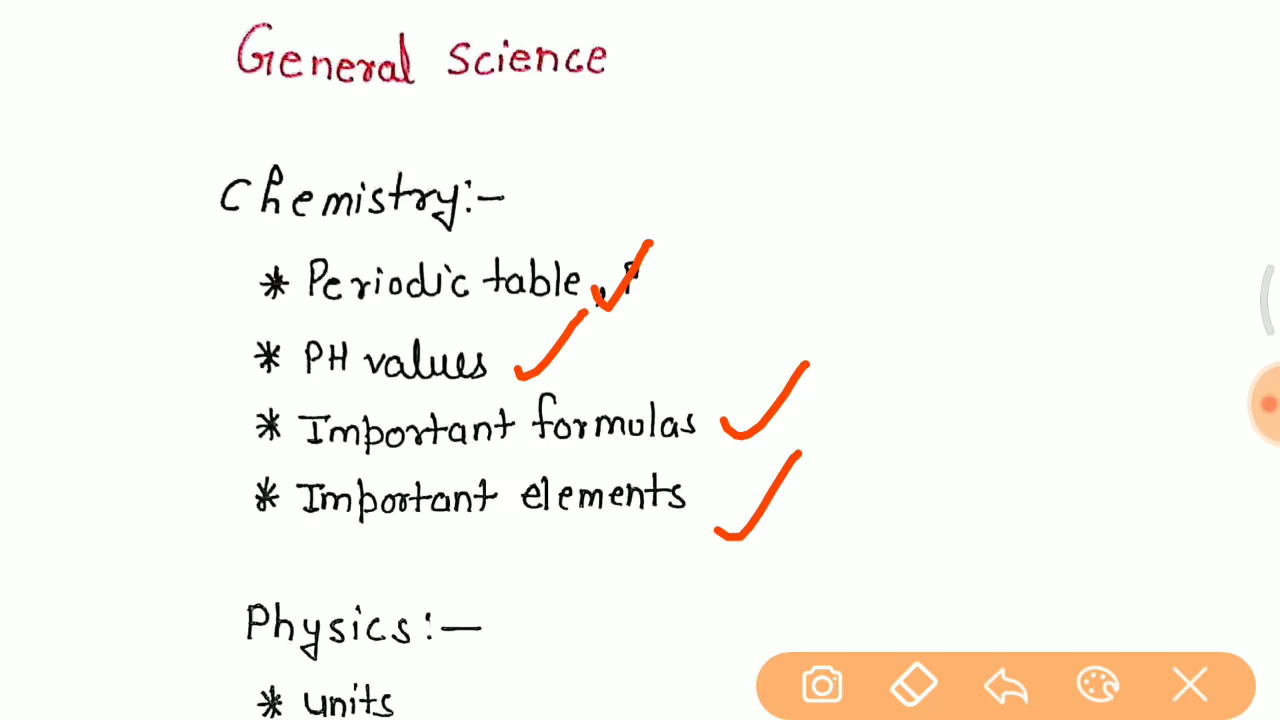 General Science
Chemistry:-
* Periodic table,
* PH values
* Important formulas
* Important elements
Physics:-
* units